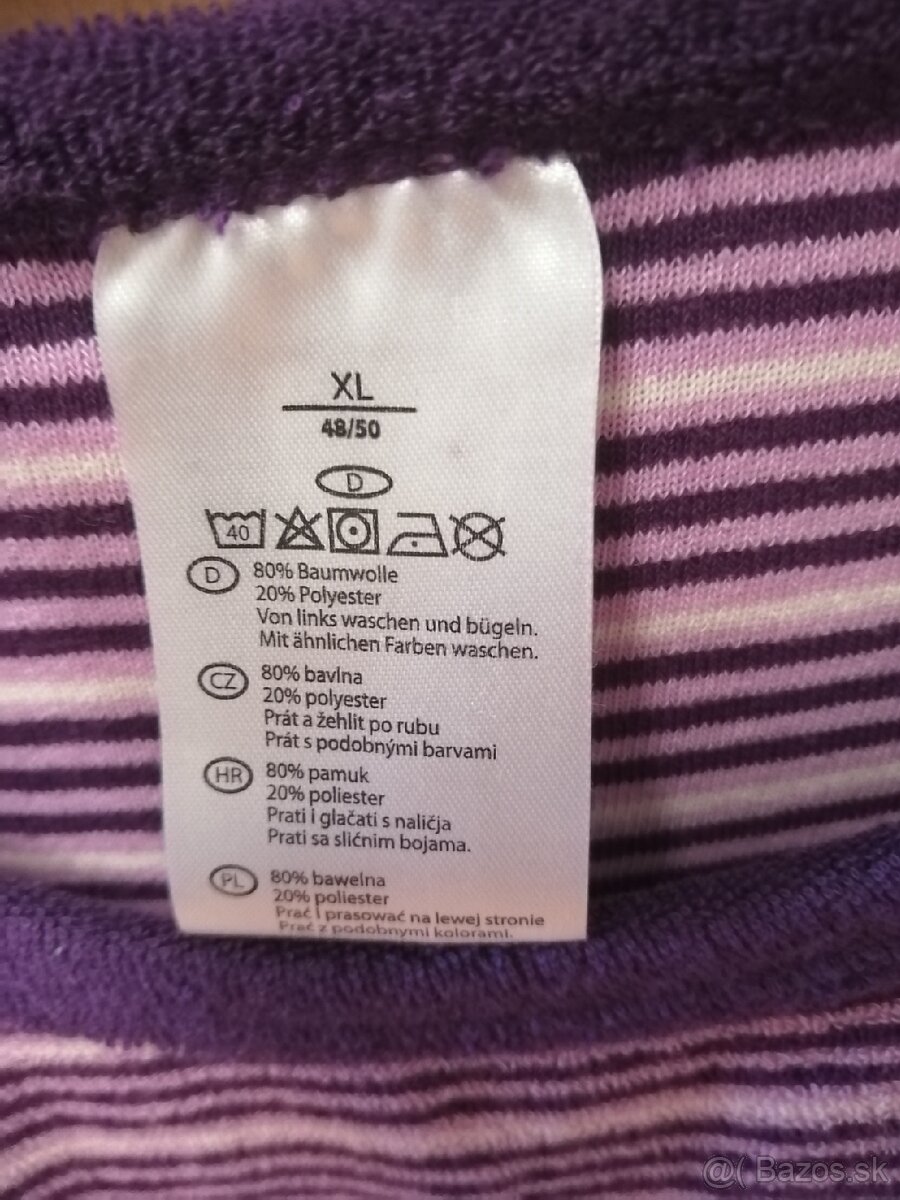 XL
48/50
D
40
D 80% Baumwolle
20% Polyester
Von links waschen und bügeln.
Mit ähnlichen Farben waschen.
CZ 80% bavlna
20% polyester
Prát a žehlit po rubu
Prát s podobnými barvami
HR 80% pamuk
20% poliester
Prati i glačati s naličja
Prati sa sličnim bojama.
PL 80% bawełna
20% poliester
Prać i prasować na lewej stronie
Prać z podobnymi kolorami.
@( Bazos.sk